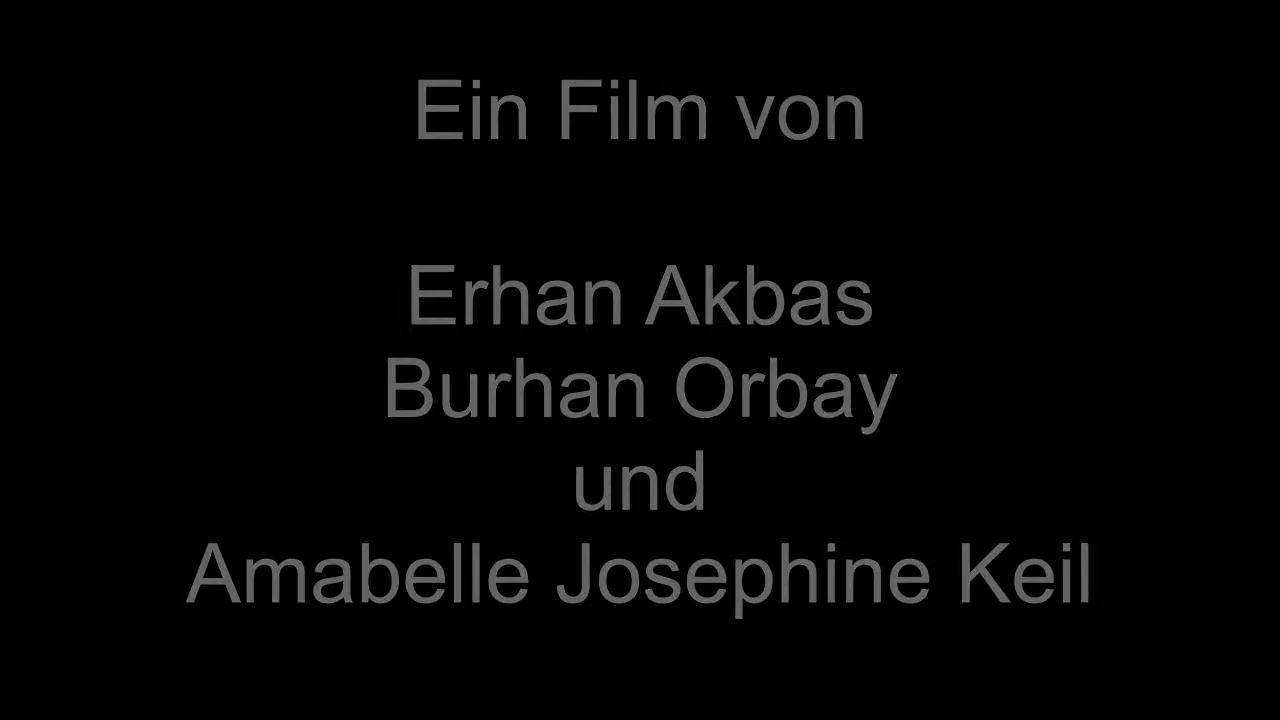 Ein Film von
Erhan Akbas
Burhan Orbay
und
Amabelle Josephine Keil